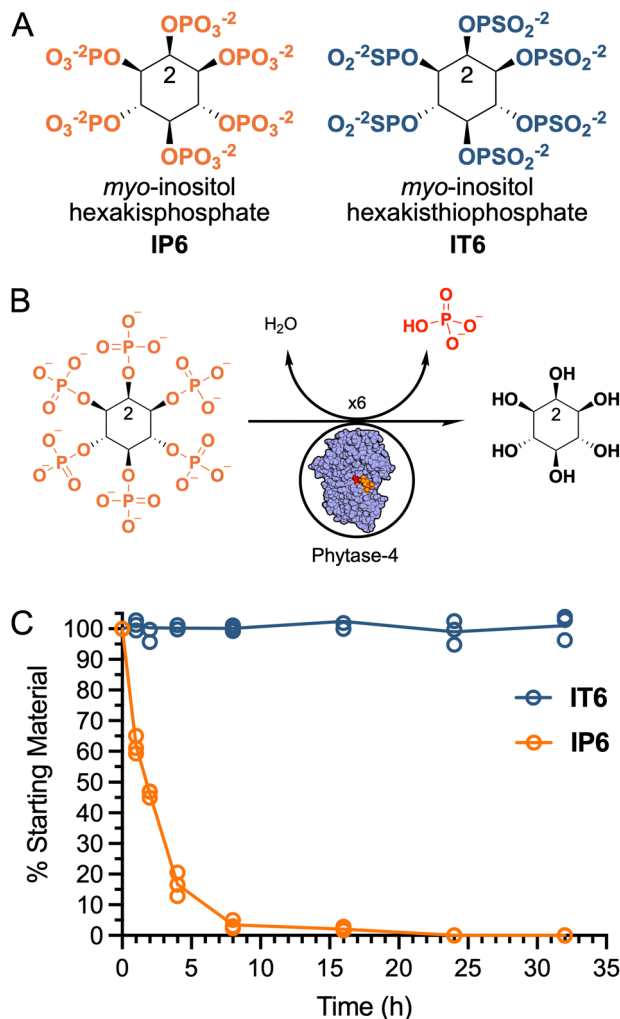 A
OPO₃⁻²
O₃⁻²PO OPO₃⁻²
2
O₃⁻²PO OPO₃⁻²
OPO₃⁻²
myo-inositol
hexakisphosphate
IP6
OPSO₂⁻²
O₂⁻²SPO OPSO₂⁻²
2
O₂⁻²SPO OPSO₂⁻²
OPSO₂⁻²
myo-inositol
hexakisthiophosphate
IT6
B
O⁻
O=P-O⁻
O
O⁻ O⁻
O⁻ P O O P O⁻
O O
2
O⁻ O O O
O⁻ P P O⁻
O O⁻
O
⁻O-P=O
O⁻
H₂O
O
HO P O⁻
O⁻
x6
Phytase-4
OH
HO OH
2
HO OH
OH
C
% Starting Material
100
90
80
70
60
50
40
30
20
10
0
IT6
IP6
0 5 10 15 20 25 30 35
Time (h)